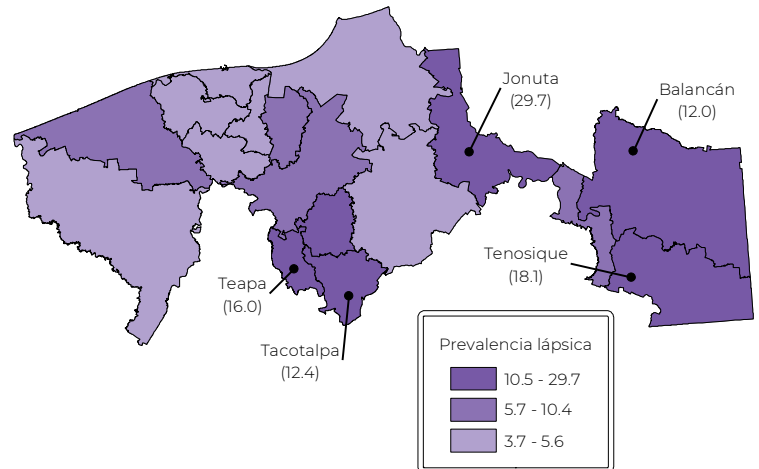 Jonuta
(29.7)
Balancán
(12.0)
Tenosique
(18.1)
Teapa
(16.0)
Tacotalpa
(12.4)
Prevalencia lápsica
10.5 - 29.7
5.7 - 10.4
3.7 - 5.6